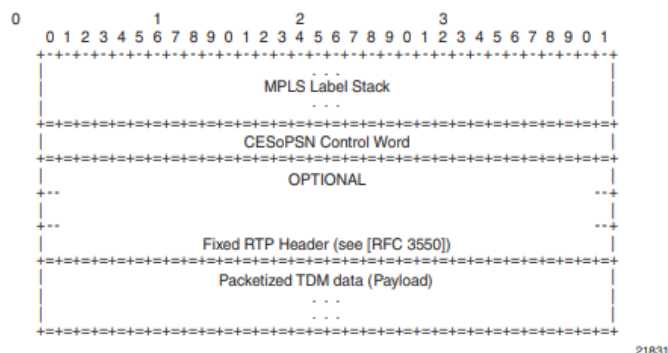 0 1 2 3
0 1 2 3 4 5 6 7 8 9 0 1 2 3 4 5 6 7 8 9 0 1 2 3 4 5 6 7 8 9 0 1
+-+-+-+-+-+-+-+-+-+-+-+-+-+-+-+-+-+-+-+-+-+-+-+-+-+-+-+-+-+-+-+-+
| . . . |
| MPLS Label Stack |
| . . . |
+=+=+=+=+=+=+=+=+=+=+=+=+=+=+=+=+=+=+=+=+=+=+=+=+=+=+=+=+=+=+=+=+
| CESoPSN Control Word |
+=+=+=+=+=+=+=+=+=+=+=+=+=+=+=+=+=+=+=+=+=+=+=+=+=+=+=+=+=+=+=+=+
| OPTIONAL |
+-- --+
| |
+-- --+
| Fixed RTP Header (see [RFC 3550]) |
+=+=+=+=+=+=+=+=+=+=+=+=+=+=+=+=+=+=+=+=+=+=+=+=+=+=+=+=+=+=+=+=+
| Packetized TDM data (Payload) |
| . . . |
| . . . |
+=+=+=+=+=+=+=+=+=+=+=+=+=+=+=+=+=+=+=+=+=+=+=+=+=+=+=+=+=+=+=+=+
21831